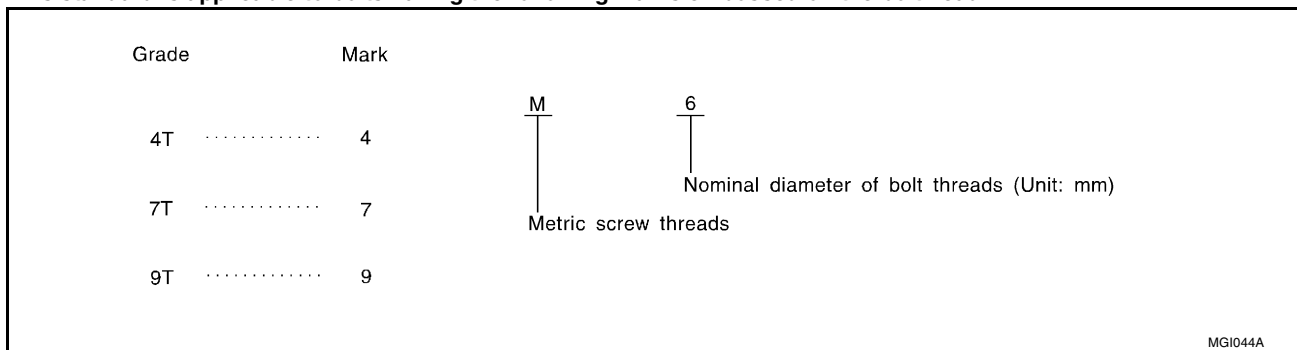 Grade Mark
M 6
4T ............. 4
Nominal diameter of bolt threads (Unit: mm)
7T ............. 7
Metric screw threads
9T ............. 9
MGI044A